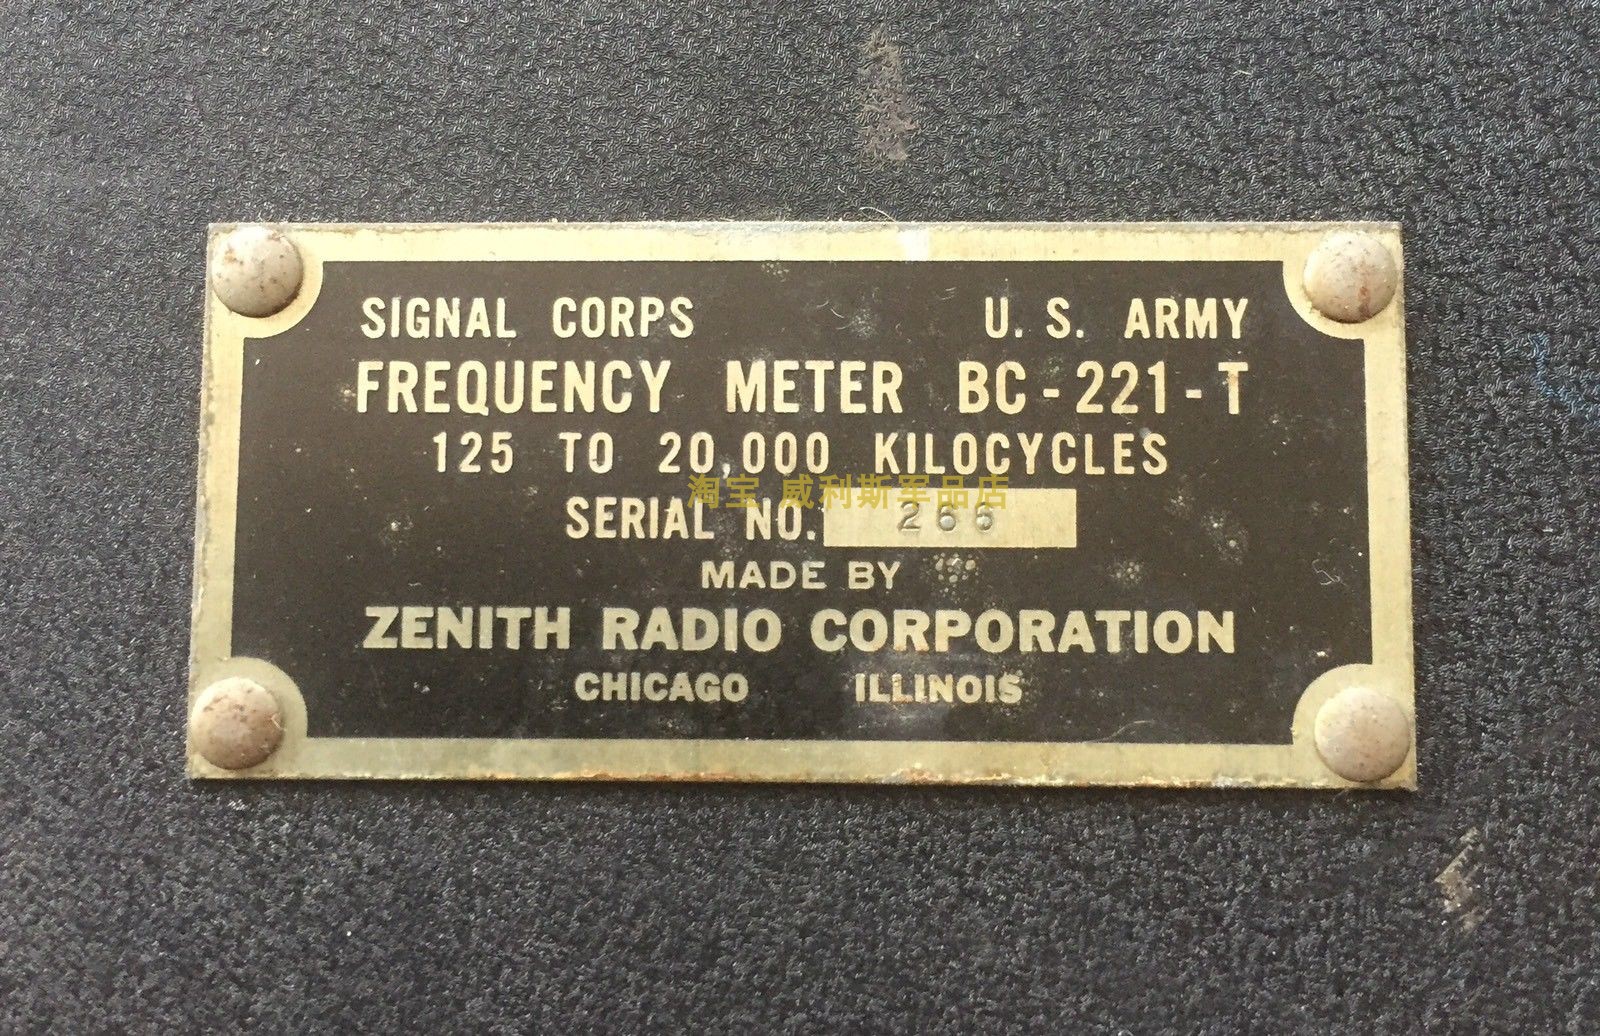 SIGNAL CORPS U. S. ARMY
FREQUENCY METER BC-221-T
125 TO 20,000 KILOCYCLES
淘宝 威利斯军品店
SERIAL NO. 266
MADE BY
ZENITH RADIO CORPORATION
CHICAGO ILLINOIS